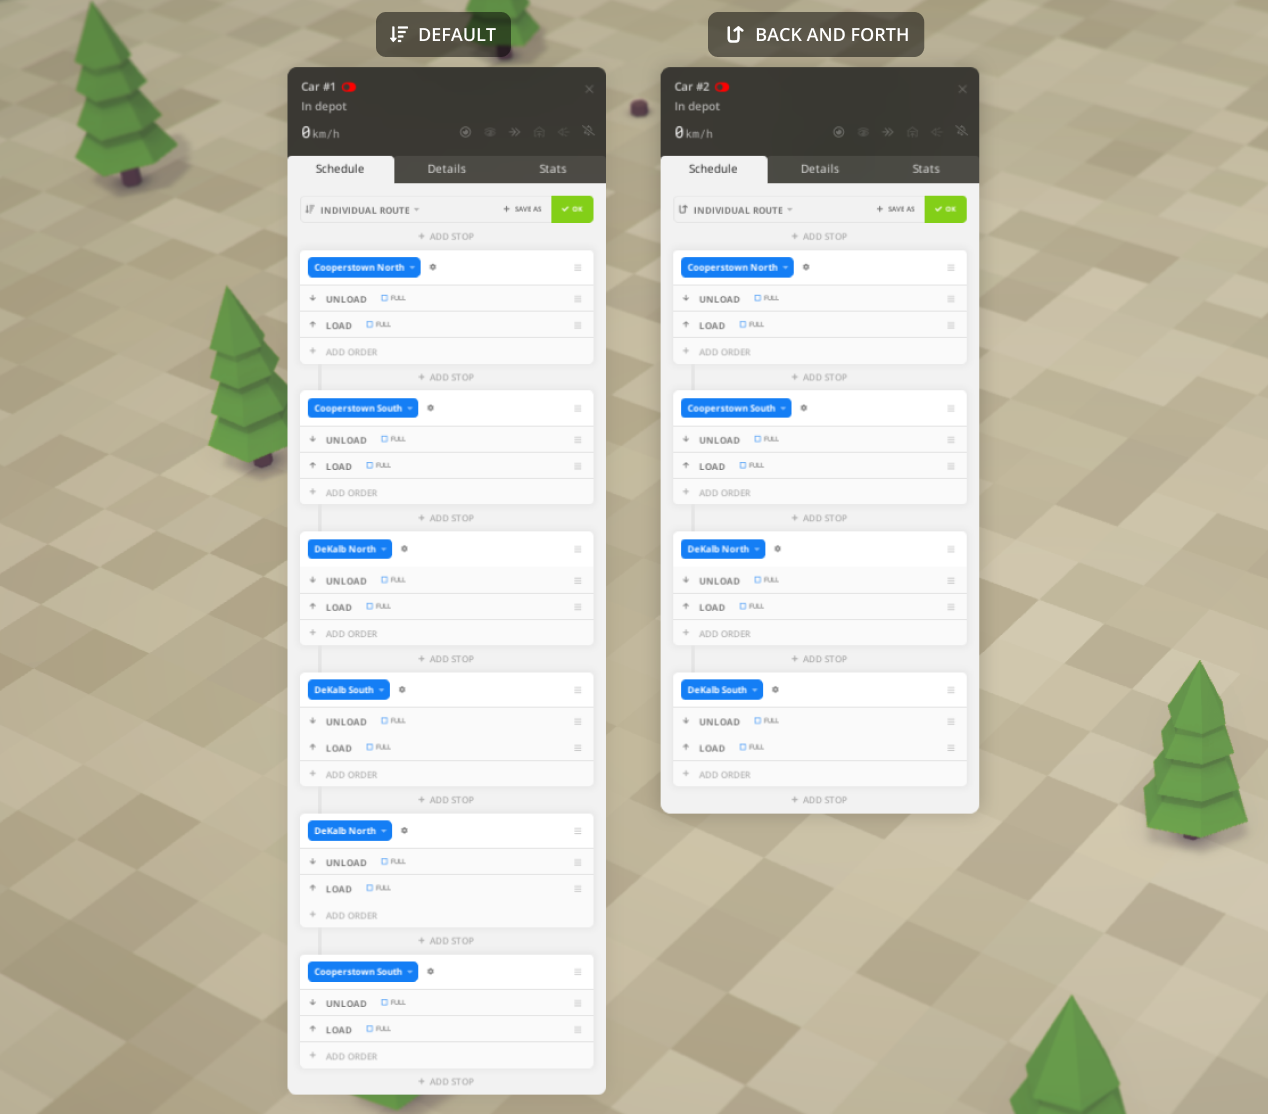 DEFAULT
Car #1
In depot
0 km/h
Schedule Details Stats
INDIVIDUAL ROUTE + SAVE AS OK
+ ADD STOP
Cooperstown North
UNLOAD FULL
LOAD FULL
+ ADD ORDER
+ ADD STOP
Cooperstown South
UNLOAD FULL
LOAD FULL
+ ADD ORDER
+ ADD STOP
DeKalb North
UNLOAD FULL
LOAD FULL
+ ADD ORDER
+ ADD STOP
DeKalb South
UNLOAD FULL
LOAD FULL
+ ADD ORDER
+ ADD STOP
DeKalb North
UNLOAD FULL
LOAD FULL
+ ADD ORDER
+ ADD STOP
Cooperstown South
UNLOAD FULL
LOAD FULL
+ ADD ORDER
+ ADD STOP
BACK AND FORTH
Car #2
In depot
0 km/h
Schedule Details Stats
INDIVIDUAL ROUTE + SAVE AS OK
+ ADD STOP
Cooperstown North
UNLOAD FULL
LOAD FULL
+ ADD ORDER
+ ADD STOP
Cooperstown South
UNLOAD FULL
LOAD FULL
+ ADD ORDER
+ ADD STOP
DeKalb North
UNLOAD FULL
LOAD FULL
+ ADD ORDER
+ ADD STOP
DeKalb South
UNLOAD FULL
LOAD FULL
+ ADD ORDER
+ ADD STOP